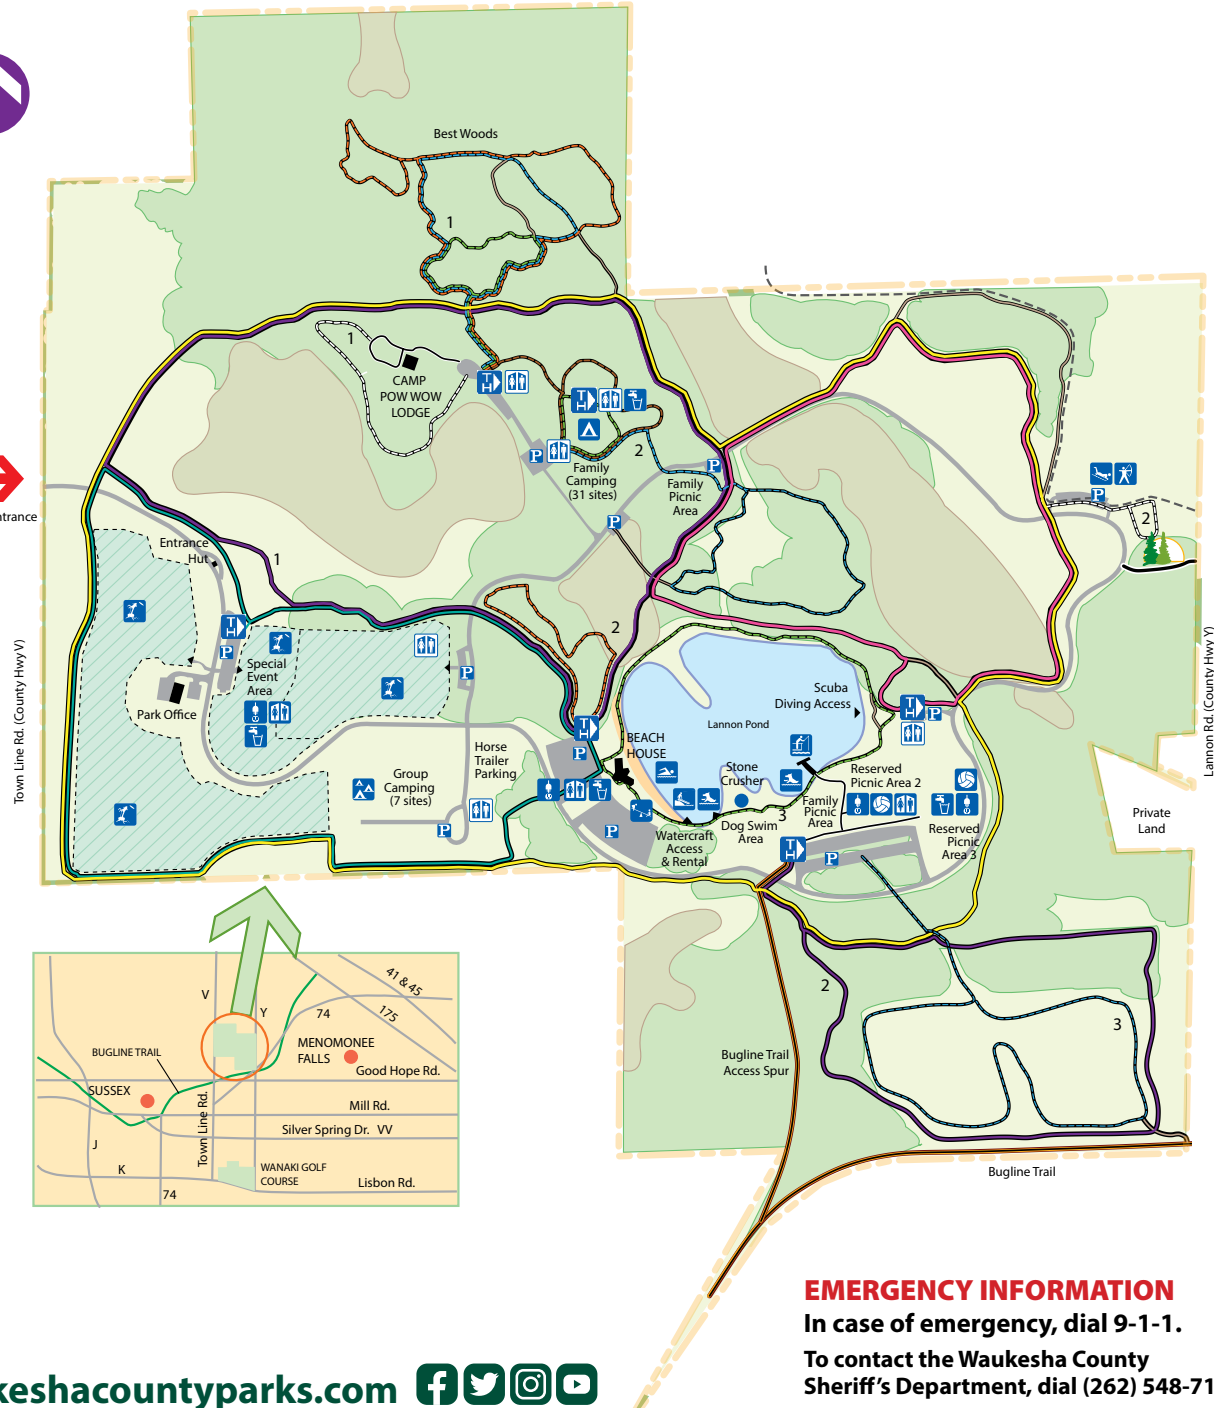 Best Woods
1
1
CAMP
POW WOW
LODGE
T
H
T
H
2
P
Family
Camping
(31 sites)
P
Family
Picnic
Area
P
P
2
ntrance
Entrance
Hut
1
T
H
P
Special
Event
Area
Park Office
P
2
Town Line Rd. (County Hwy V)
Lannon Rd. (County Hwy Y)
Scuba
Diving Access
Lannon Pond
T
H
P
T
H
P
BEACH
HOUSE
Horse
Trailer
Parking
Stone
Crusher
Reserved
Picnic Area 2
Group
Camping
(7 sites)
P
P
Family
Picnic
Area
3
Watercraft
Access
& Rental
Dog Swim
Area
Reserved
Picnic
Area 3
T
H
P
Private
Land
2
3
Bugline Trail
Access Spur
Bugline Trail
V
Y
41 & 45
175
74
BUGLINE TRAIL
MENOMONEE
FALLS
Good Hope Rd.
SUSSEX
Town Line Rd.
Mill Rd.
Silver Spring Dr. VV
J
K
WANAKI GOLF
COURSE
Lisbon Rd.
74
EMERGENCY INFORMATION
In case of emergency, dial 9-1-1.
To contact the Waukesha County
Sheriff's Department, dial (262) 548-71
keshacountyparks.com